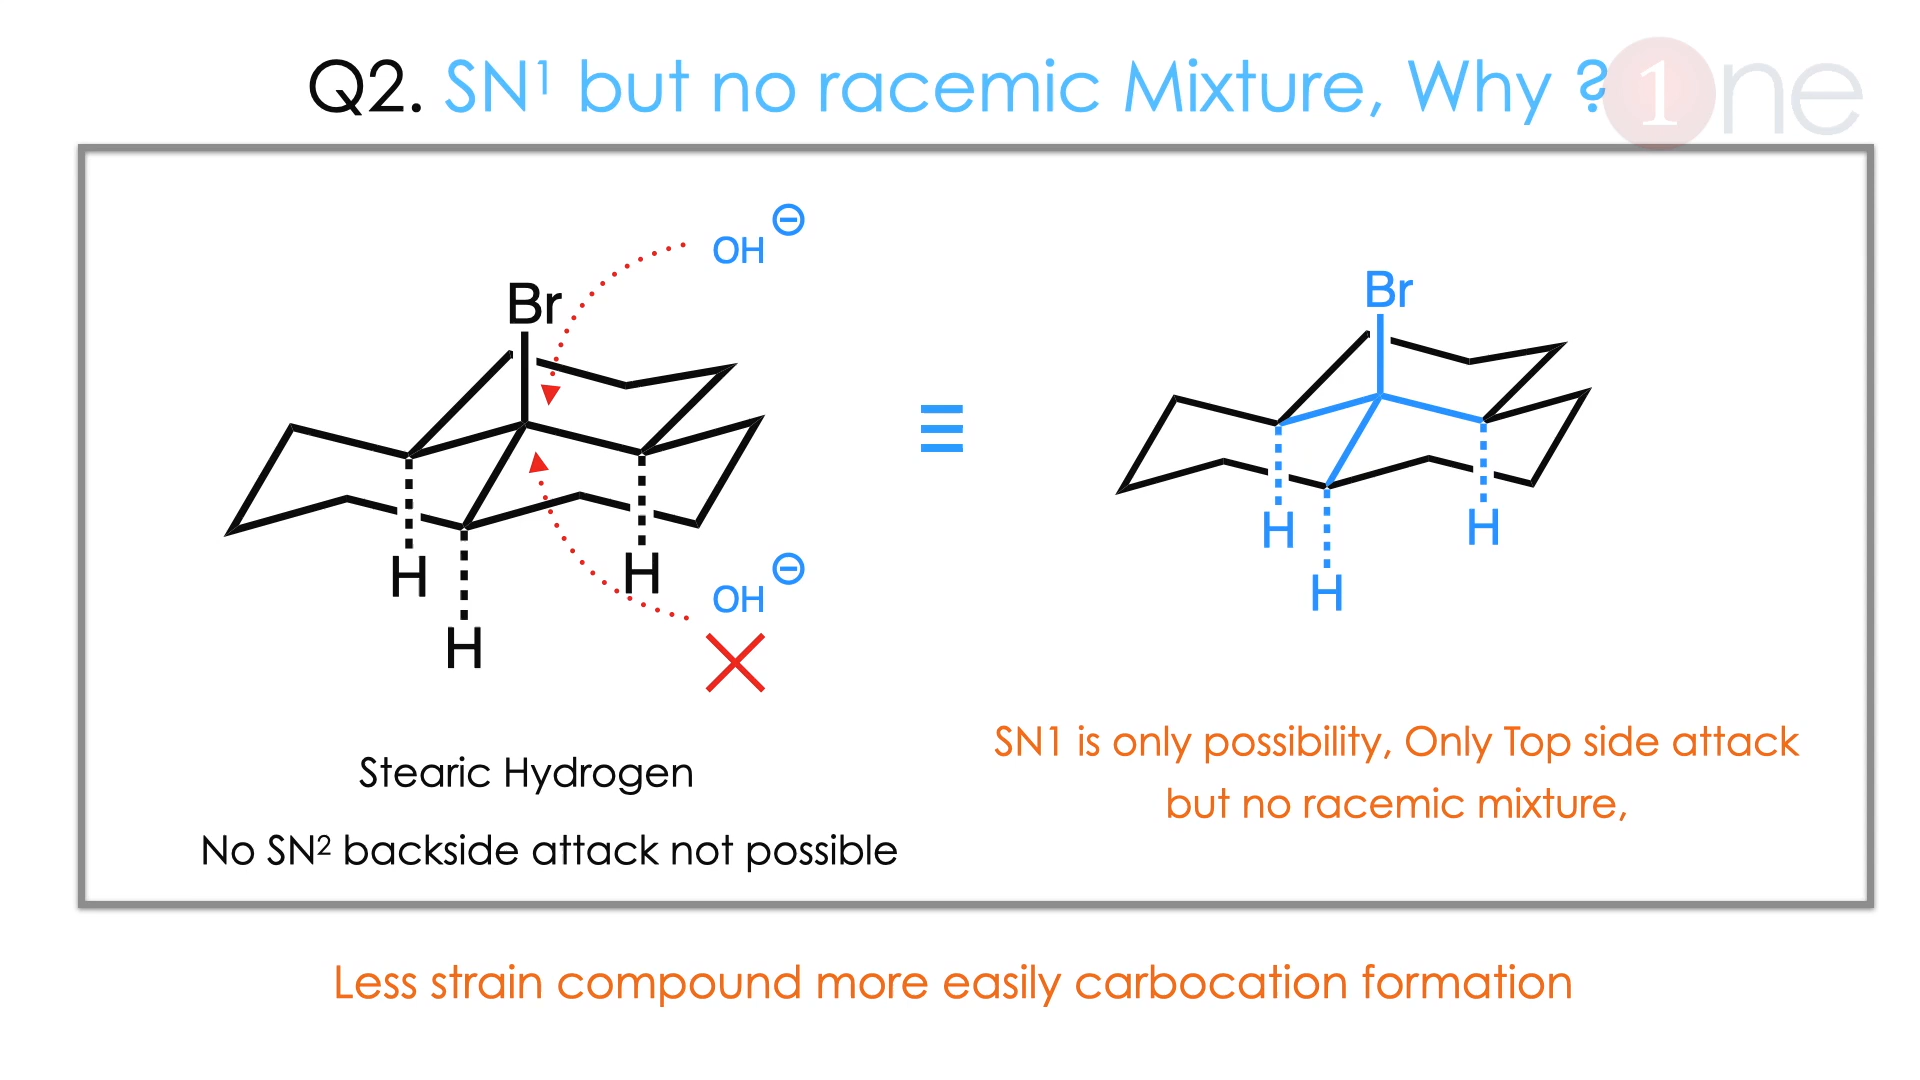 Q2. SN¹ but no racemic Mixture, Why ?
1ne
OH ⊖
Br
Br
H
H
H
H
H
H
OH ⊖
Stearic Hydrogen
No SN² backside attack not possible
SN1 is only possibility, Only Top side attack
but no racemic mixture,
Less strain compound more easily carbocation formation